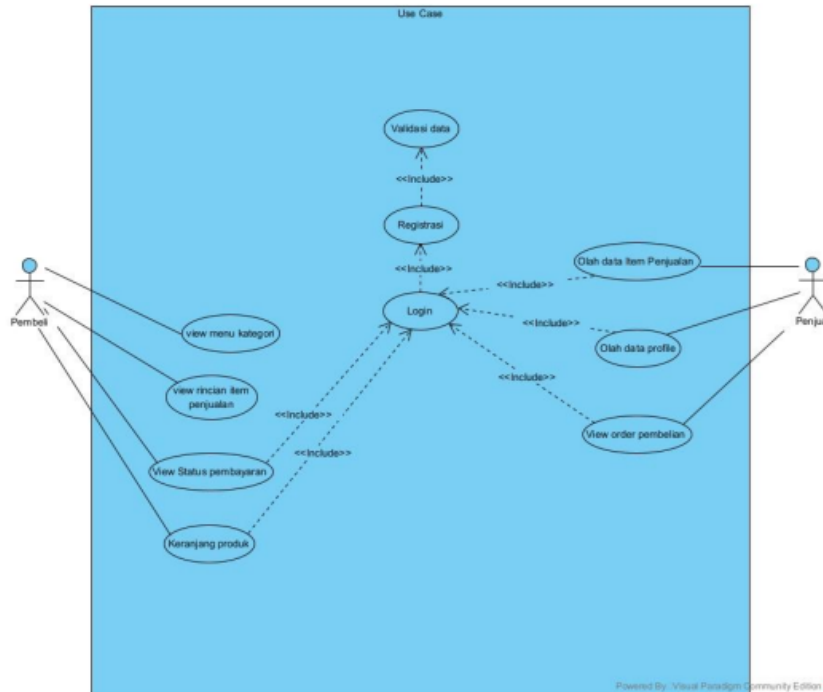 Use Case
Validasi data
<<Include>>
Registrasi
<<Include>>
Olah data Item Penjualan
<<Include>>
Login
Pembeli
view menu kategori
<<Include>>
Olah data profile
Penjua
view rincian item
penjualan
<<Include>>
<<Include>>
View order pembelian
<<Include>>
View Status pembayaran
Keranjang produk
Powered By: Visual Paradigm Community Edition